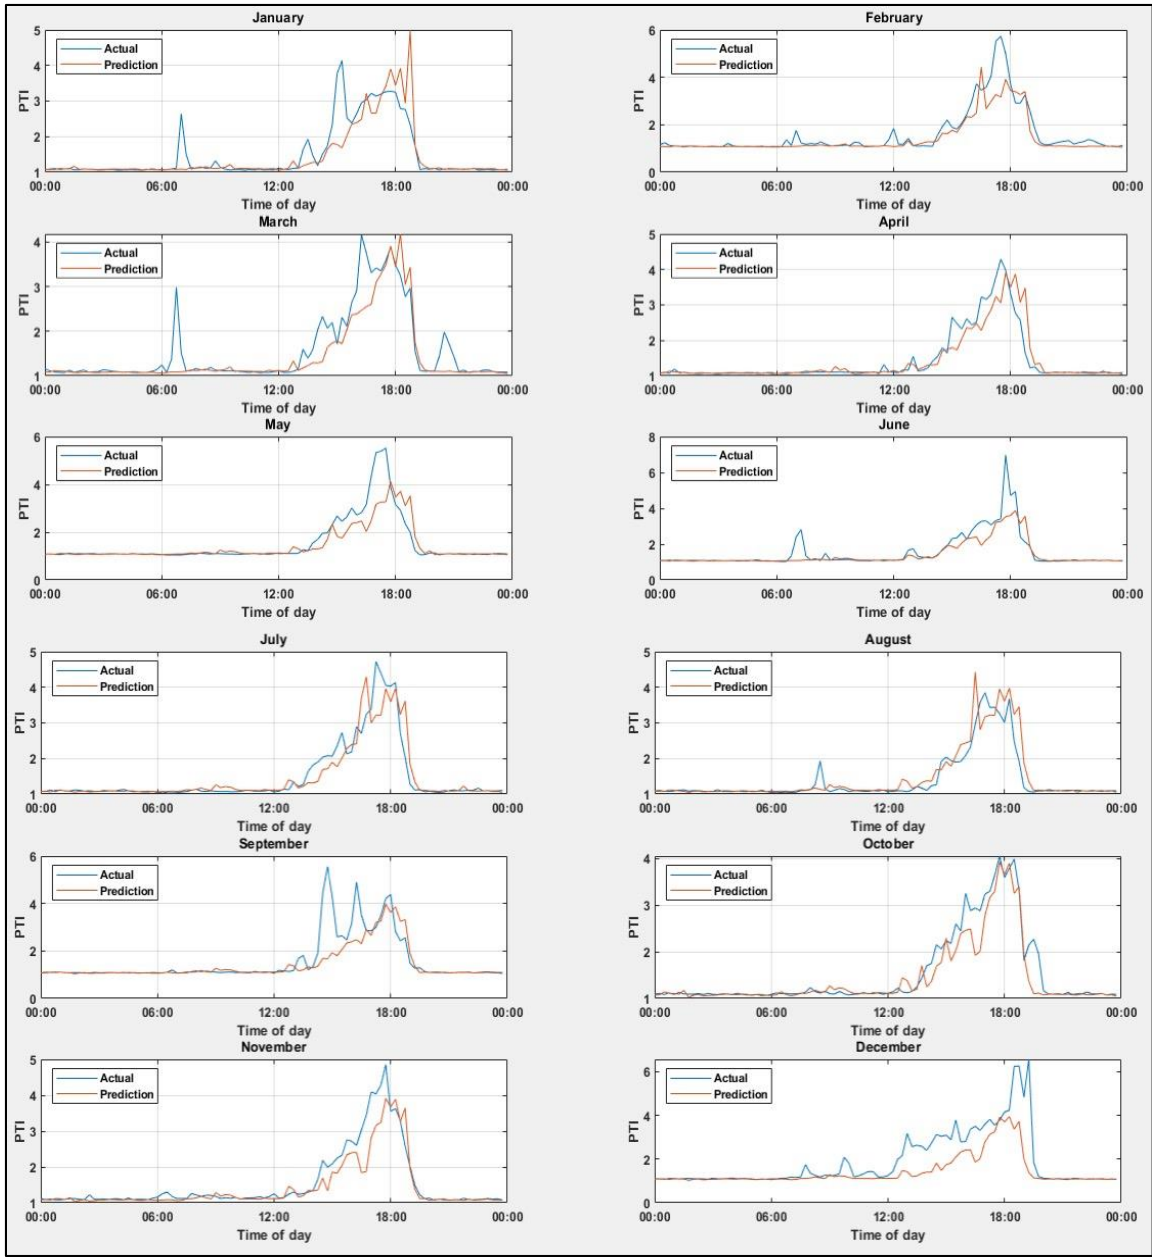 January
PTI
5
4
3
2
1
Actual
Prediction
00:00 06:00 12:00 18:00 00:00
Time of day
February
PTI
6
4
2
0
Actual
Prediction
00:00 06:00 12:00 18:00 00:00
Time of day
March
PTI
4
3
2
1
Actual
Prediction
00:00 06:00 12:00 18:00 00:00
Time of day
April
PTI
5
4
3
2
1
Actual
Prediction
00:00 06:00 12:00 18:00 00:00
Time of day
May
PTI
6
4
2
0
Actual
Prediction
00:00 06:00 12:00 18:00 00:00
Time of day
June
PTI
8
6
4
2
0
Actual
Prediction
00:00 06:00 12:00 18:00 00:00
Time of day
July
PTI
5
4
3
2
1
Actual
Prediction
00:00 06:00 12:00 18:00 00:00
Time of day
August
PTI
5
4
3
2
1
Actual
Prediction
00:00 06:00 12:00 18:00 00:00
Time of day
September
PTI
6
4
2
0
Actual
Prediction
00:00 06:00 12:00 18:00 00:00
Time of day
October
PTI
4
3
2
1
Actual
Prediction
00:00 06:00 12:00 18:00 00:00
Time of day
November
PTI
5
4
3
2
1
Actual
Prediction
00:00 06:00 12:00 18:00 00:00
Time of day
December
PTI
6
4
2
0
Actual
Prediction
00:00 06:00 12:00 18:00 00:00
Time of day